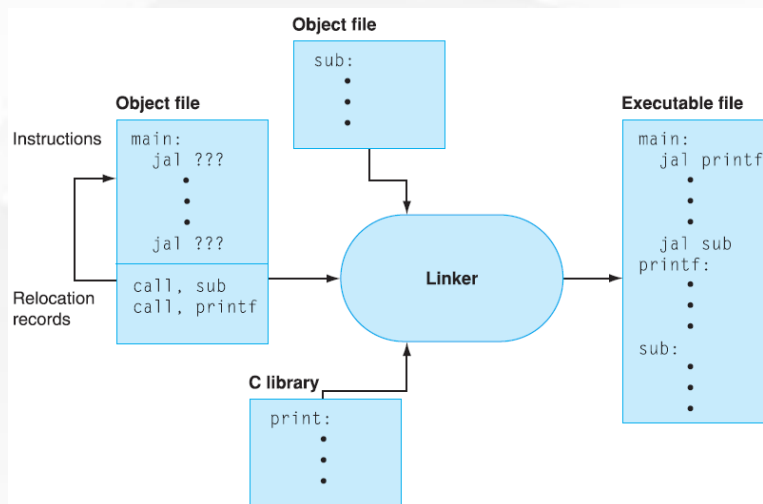 Object file
sub:
Object file
Instructions
main:
jal ???
jal ???
Relocation
records
call, sub
call, printf
Linker
C library
print:
Executable file
main:
jal printf
jal sub
printf:
sub: